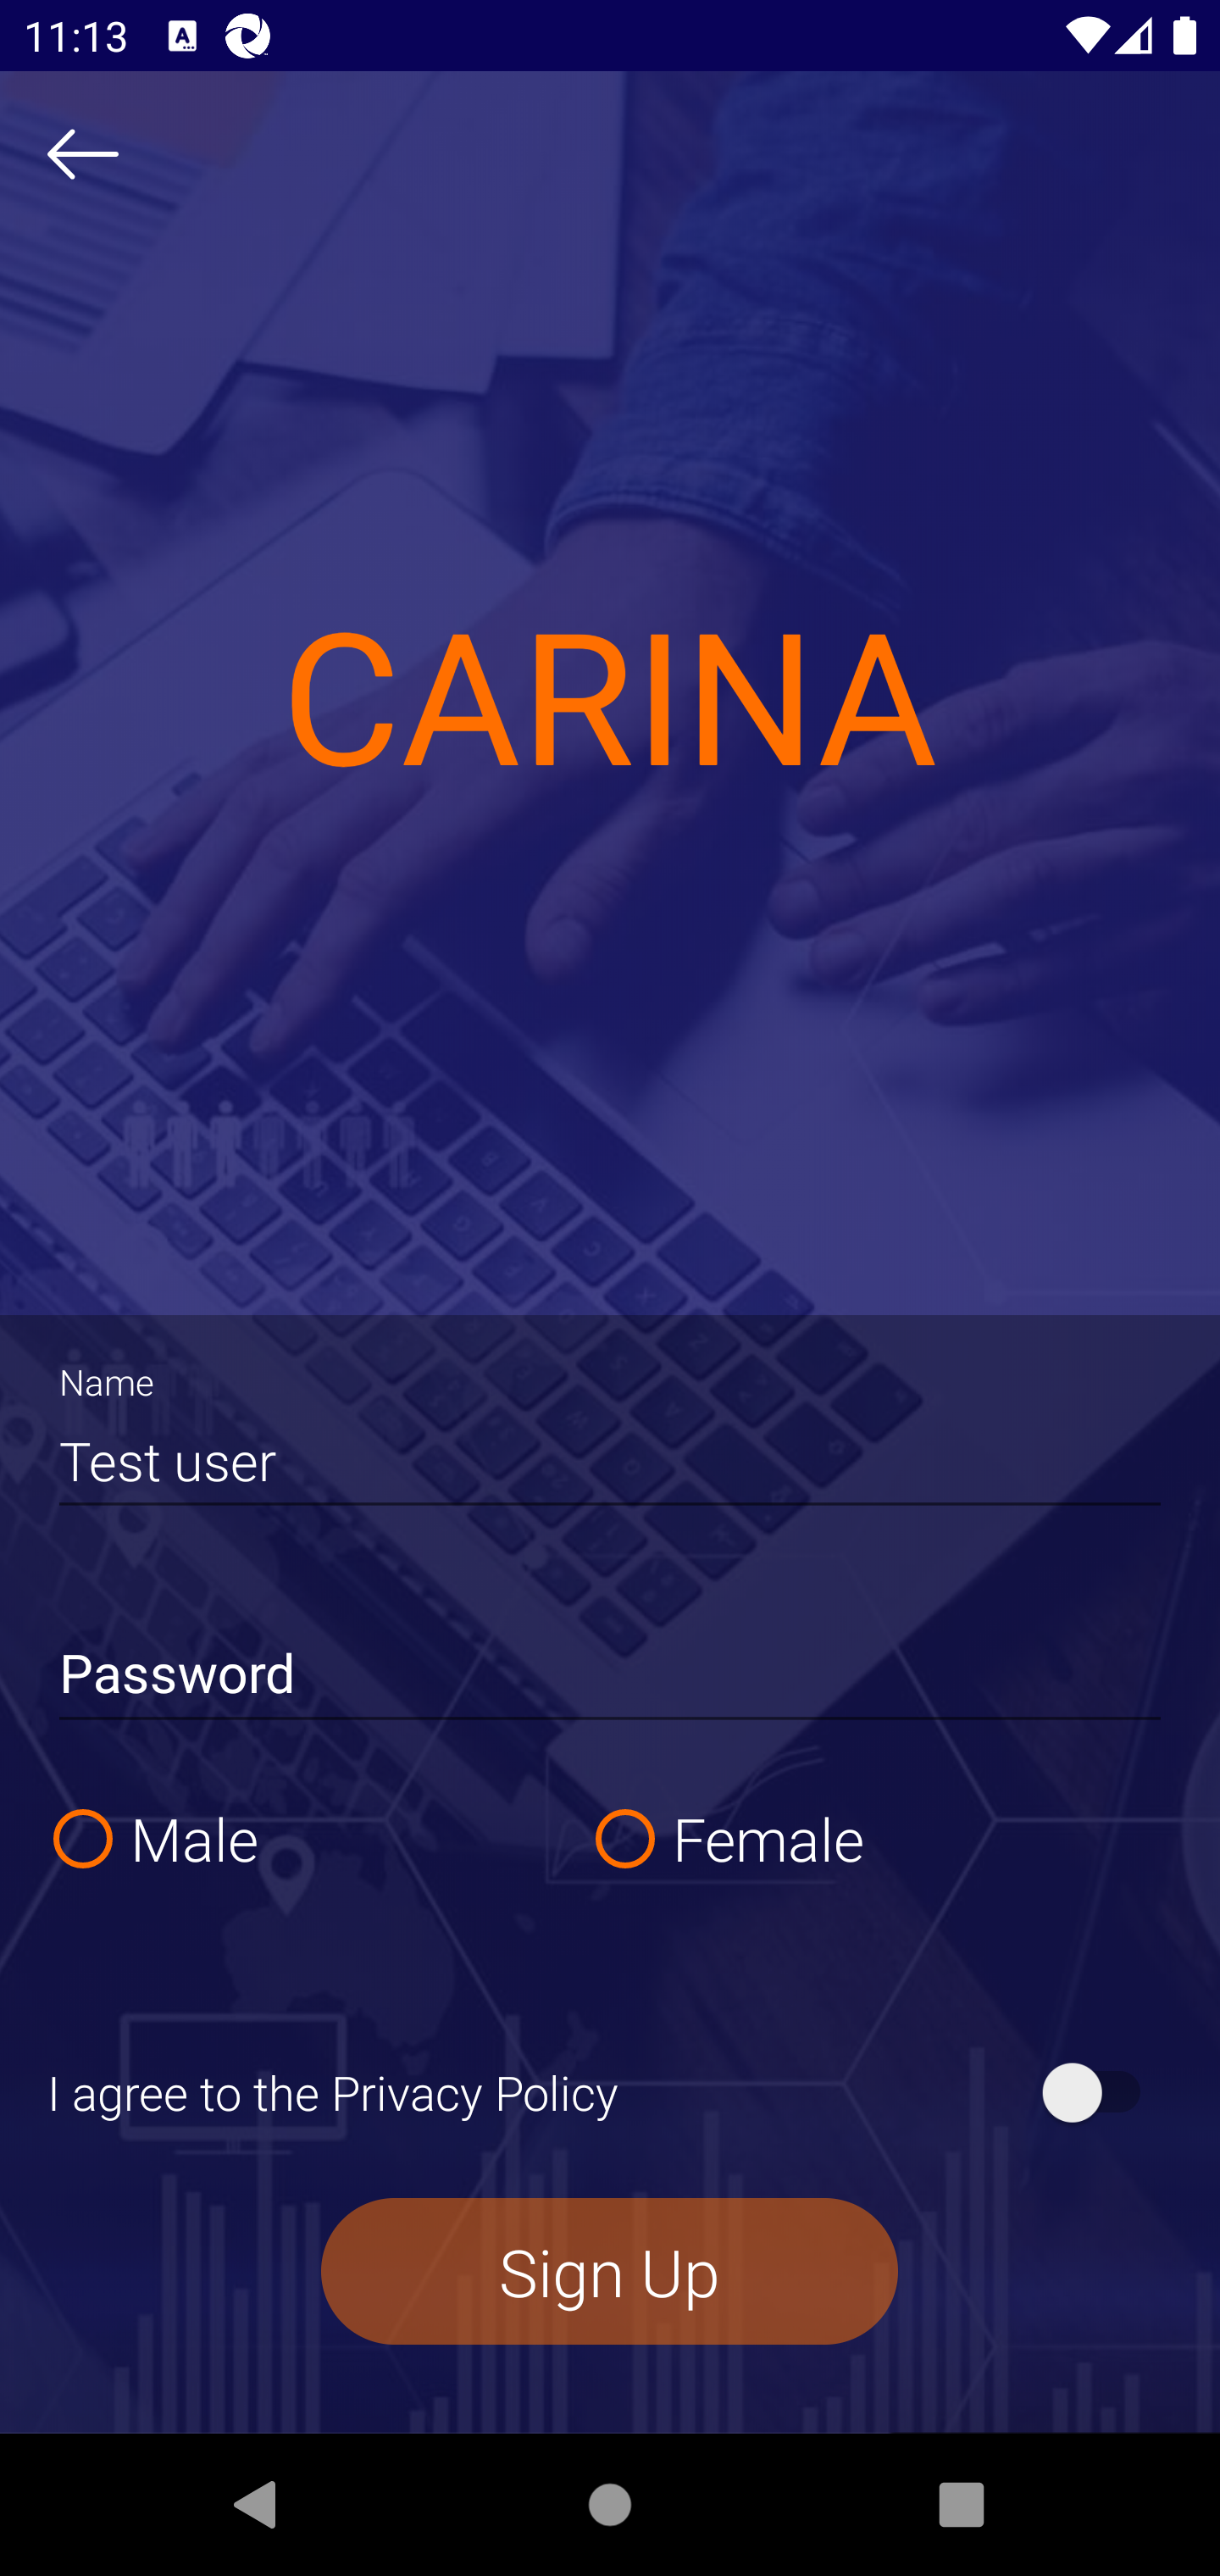 11:13
CARINA
Name
Test user
Password
Male
Female
I agree to the Privacy Policy
Sign Up